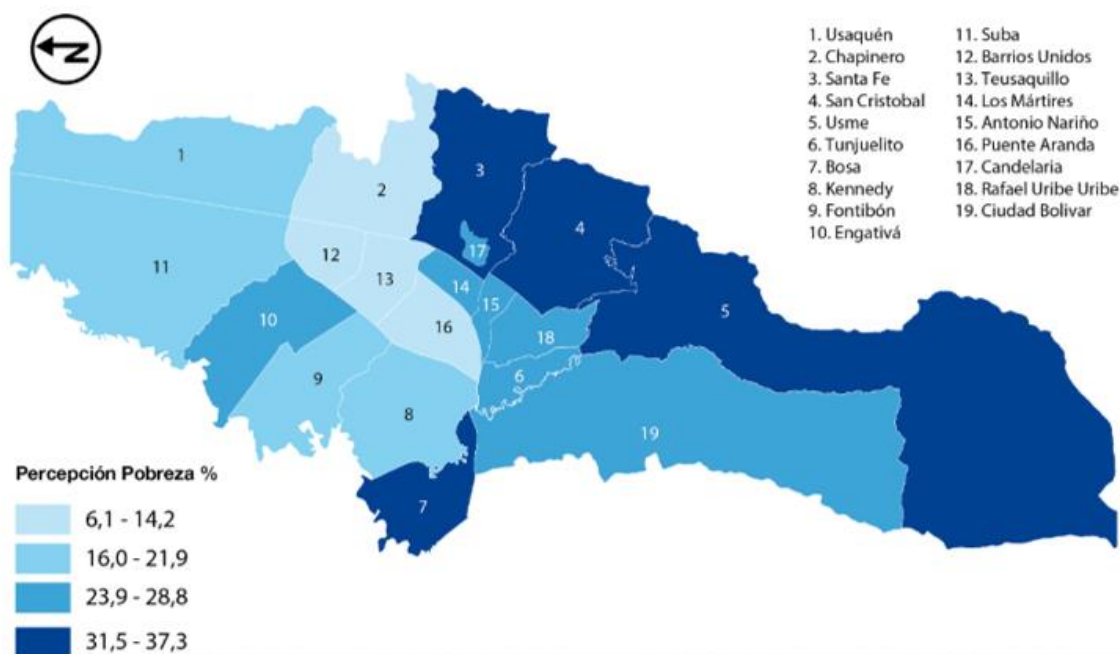 N
1. Usaquén
2. Chapinero
3. Santa Fe
4. San Cristobal
5. Usme
6. Tunjuelito
7. Bosa
8. Kennedy
9. Fontibón
10. Engativá
11. Suba
12. Barrios Unidos
13. Teusaquillo
14. Los Mártires
15. Antonio Nariño
16. Puente Aranda
17. Candelaria
18. Rafael Uribe Uribe
19. Ciudad Bolivar
1
2
3
4
17
11
12
13
14
15
5
10
16
18
9
6
8
19
7
Percepción Pobreza %
6,1 - 14,2
16,0 - 21,9
23,9 - 28,8
31,5 - 37,3